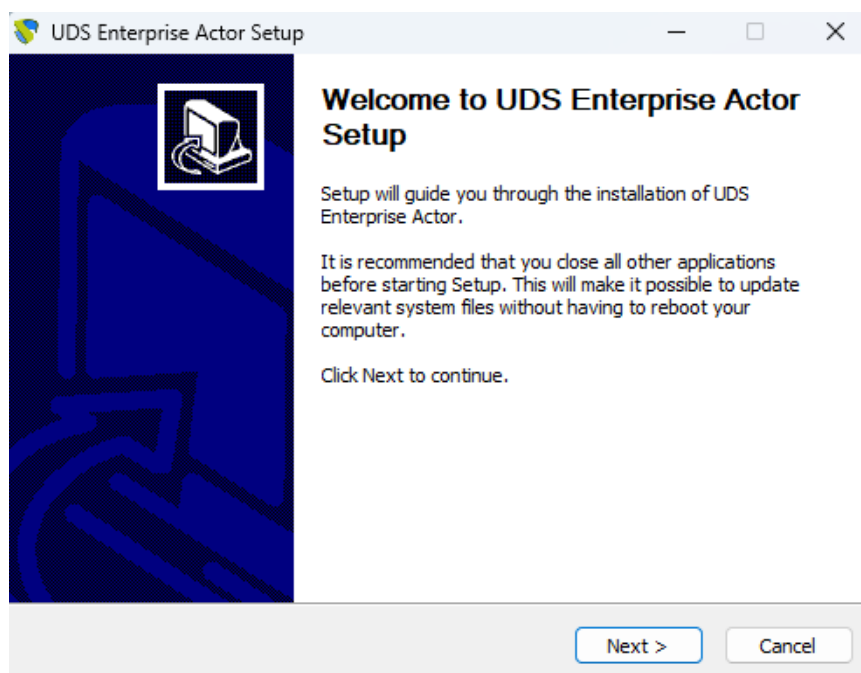 UDS Enterprise Actor Setup
Welcome to UDS Enterprise Actor
Setup
Setup will guide you through the installation of UDS
Enterprise Actor.
It is recommended that you close all other applications
before starting Setup. This will make it possible to update
relevant system files without having to reboot your
computer.
Click Next to continue.
Next >
Cancel